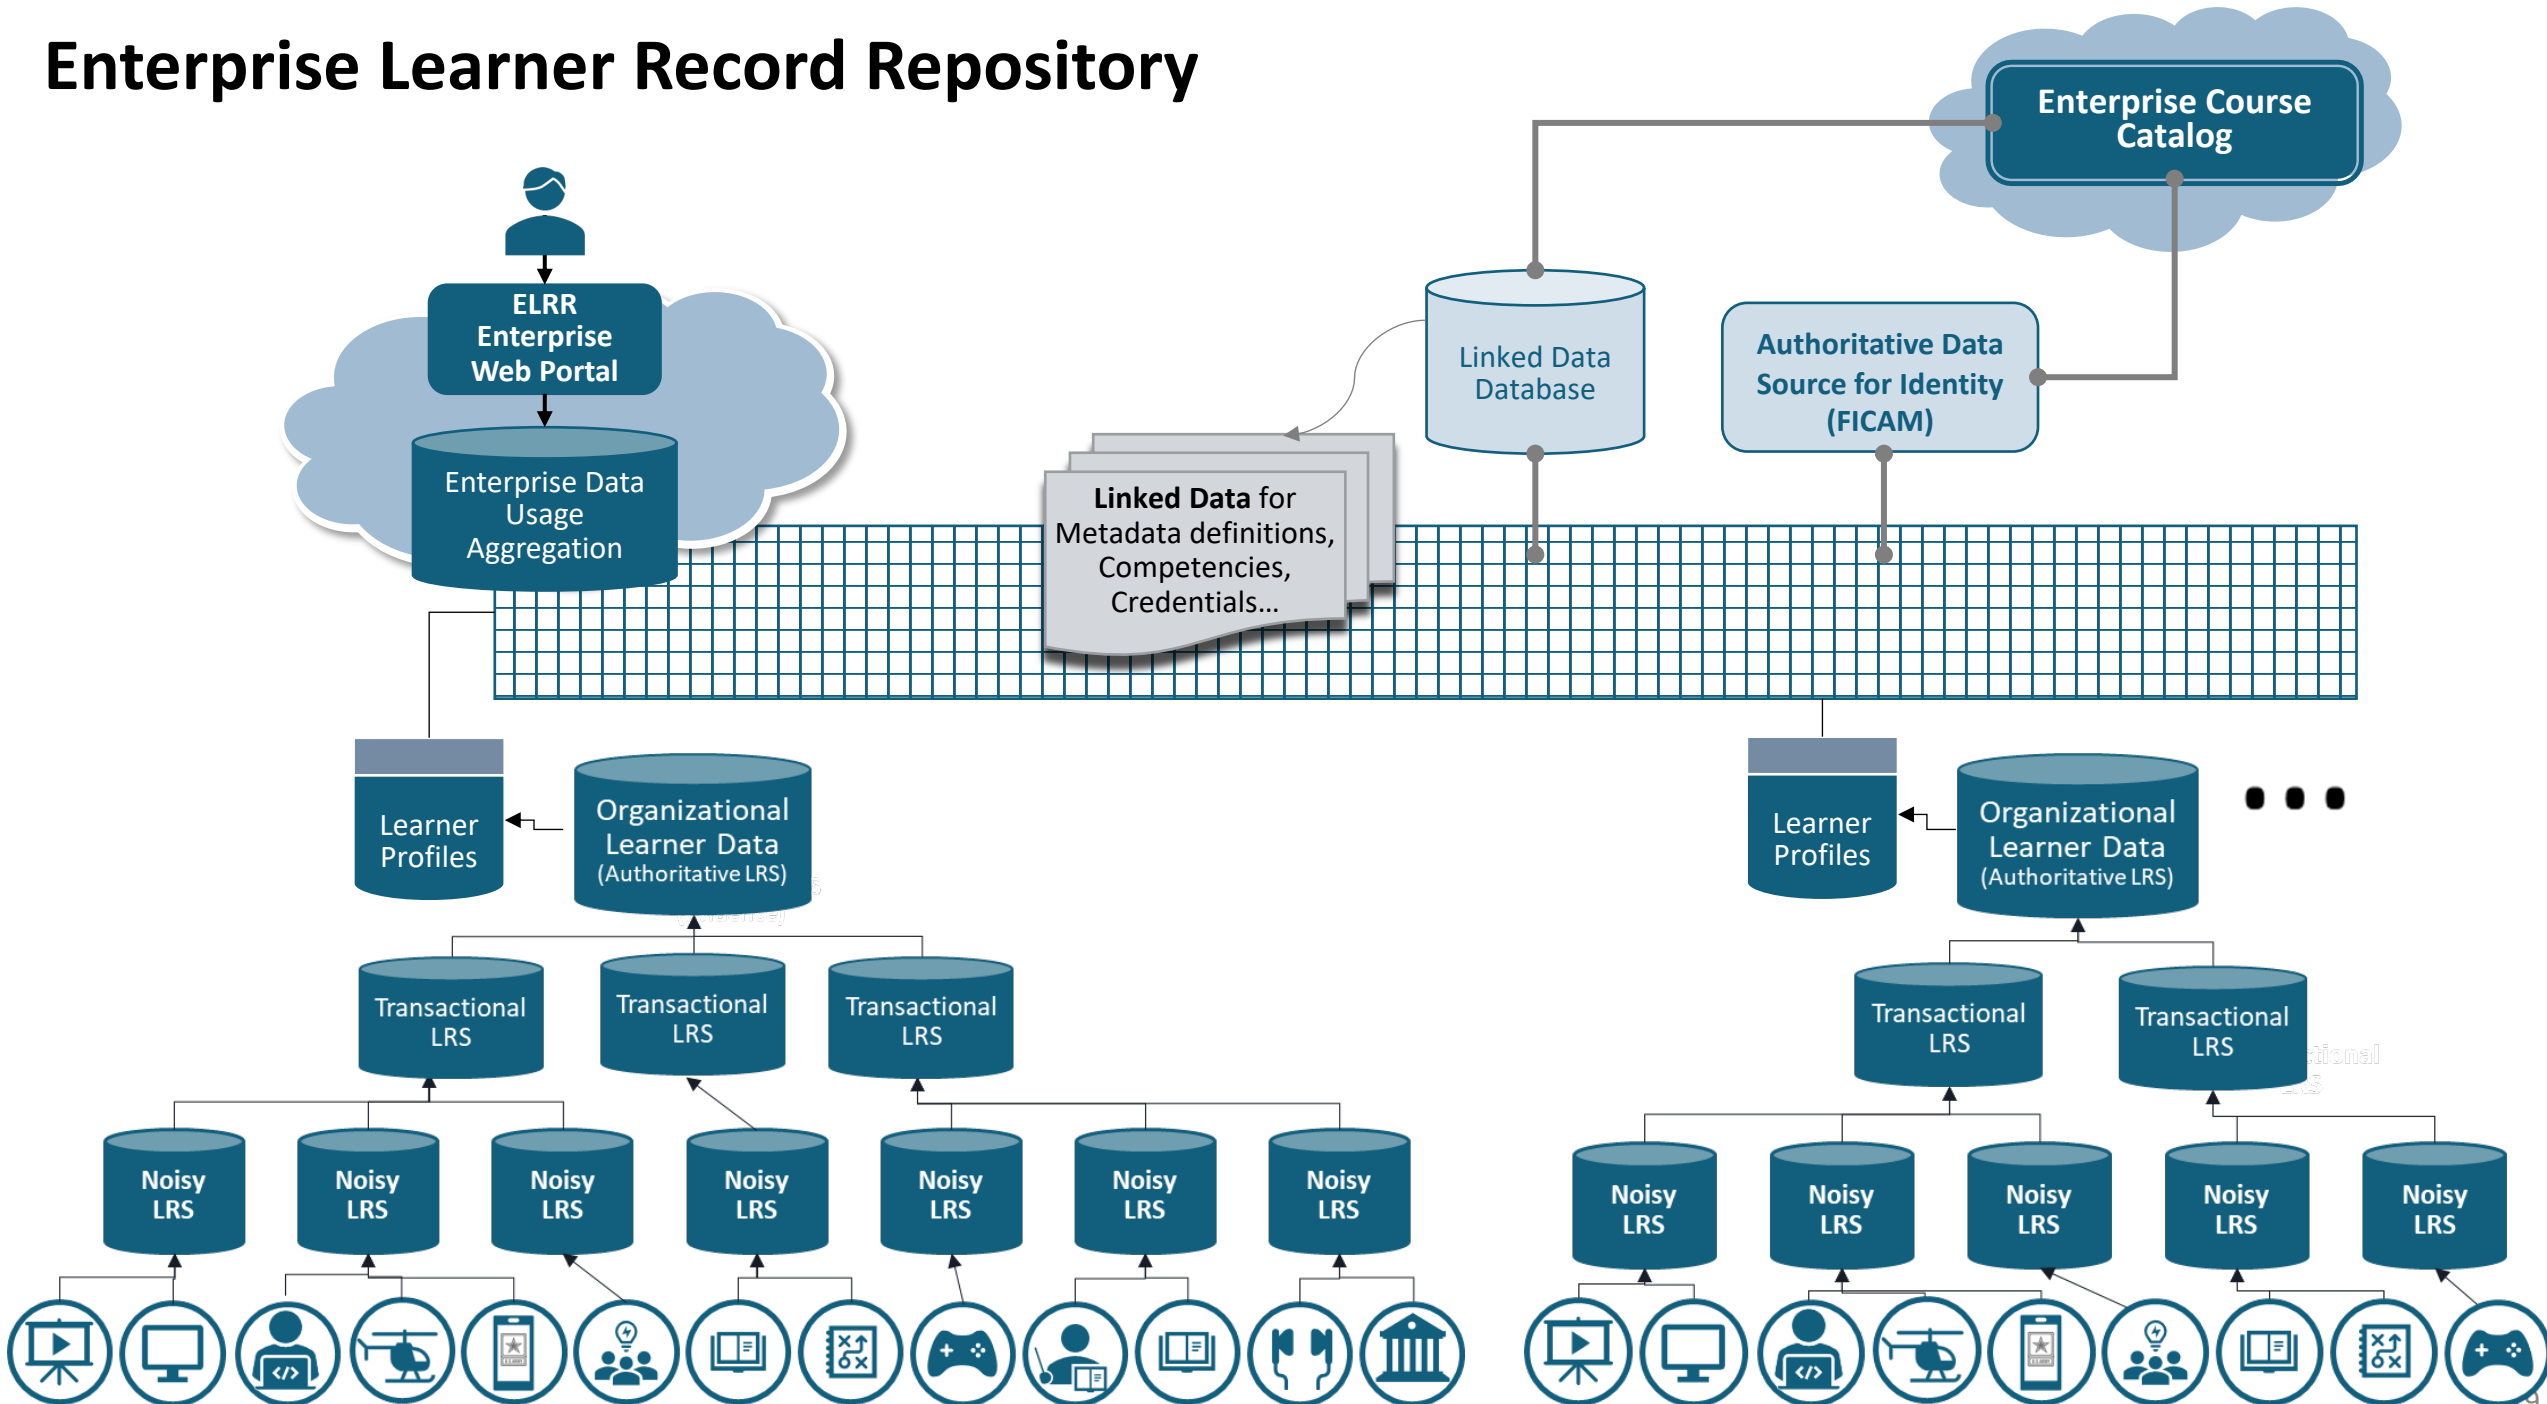 Enterprise Learner Record Repository
Enterprise Course
Catalog
ELRR
Enterprise
Web Portal
Enterprise Data
Usage
Aggregation
Linked Data
Database
Authoritative Data
Source for Identity
(FICAM)
Linked Data for
Metadata definitions,
Competencies,
Credentials...
Learner
Profiles
Organizational
Learner Data
(Authoritative LRS)
Learner
Profiles
Organizational
Learner Data
(Authoritative LRS)
Transactional
LRS
Transactional
LRS
Transactional
LRS
Transactional
LRS
Transactional
LRS
Noisy
LRS
Noisy
LRS
Noisy
LRS
Noisy
LRS
Noisy
LRS
Noisy
LRS
Noisy
LRS
Noisy
LRS
Noisy
LRS
Noisy
LRS
Noisy
LRS
Noisy
LRS